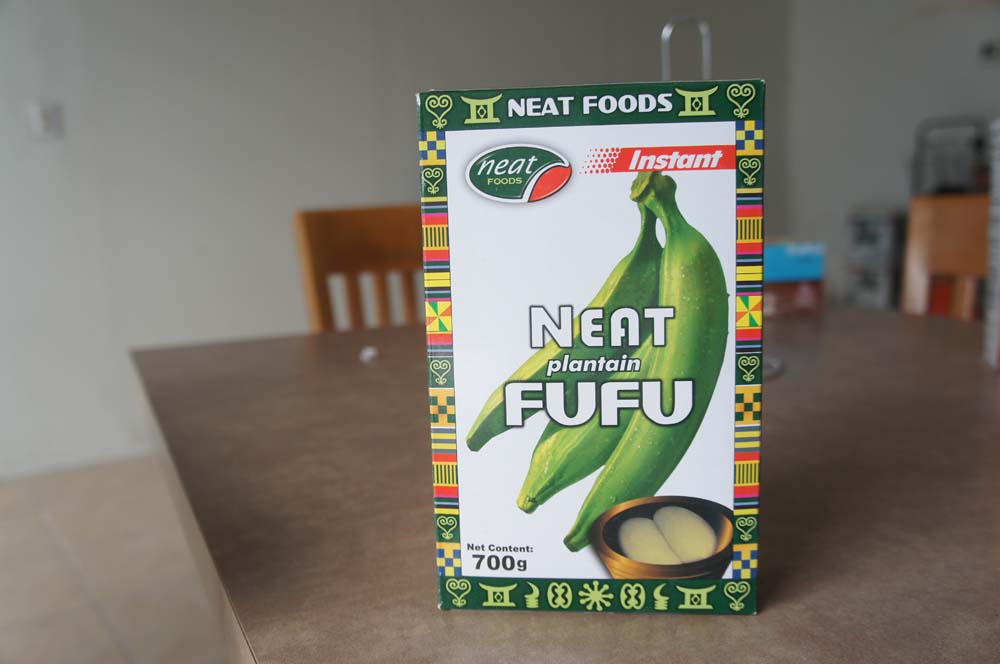 NEAT FOODS
neat
FOODS
Instant
NEAT
plantain
FUFU
Net Content:
700g